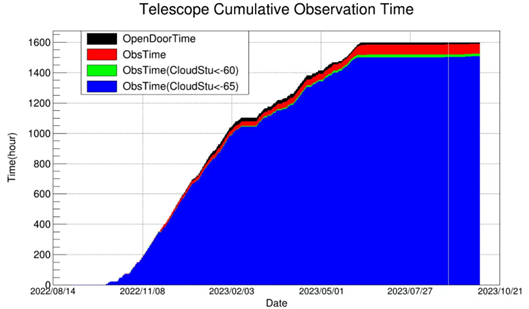 Telescope Cumulative Observation Time
OpenDoorTime
ObsTime
ObsTime(CloudStu<-60)
ObsTime(CloudStu<-65)
1600
1400
1200
1000
800
600
400
200
0
Time(hour)
2022/08/14 2022/11/08 2023/02/03 2023/05/01 2023/07/27 2023/10/21
Date